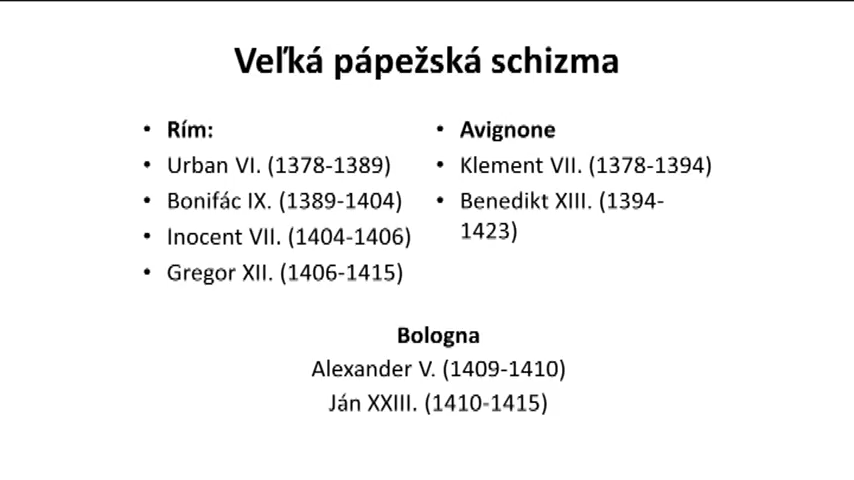 Veľká pápežská schizma
• Rím:
• Urban VI. (1378-1389)
• Bonifác IX. (1389-1404)
• Inocent VII. (1404-1406)
• Gregor XII. (1406-1415)
• Avignone
• Klement VII. (1378-1394)
• Benedikt XIII. (1394-
1423)
Bologna
Alexander V. (1409-1410)
Ján XXIII. (1410-1415)